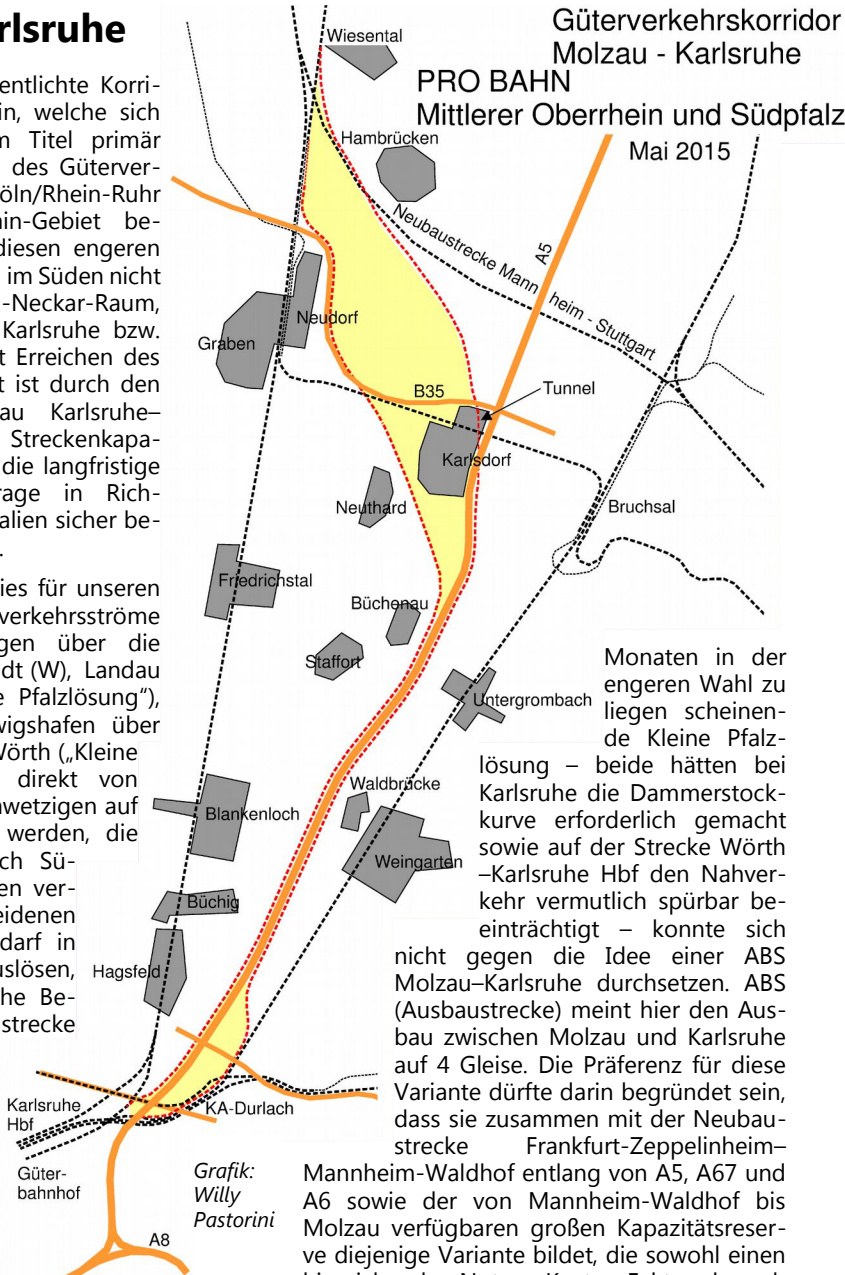 rlsruhe
entlichte Korri-
in, welche sich
m Titel primär
des Güterver-
öln/Rhein-Ruhr
in-Gebiet be-
diesen engeren
im Süden nicht
-Neckar-Raum,
Karlsruhe bzw.
t Erreichen des
t ist durch den
au Karlsruhe–
Streckenkapa-
die langfristige
rage in Rich-
alien sicher be-
.
ies für unseren
verkehrsströme
gen über die
dt (W), Landau
e Pfalzlösung“),
wigshafen über
Wörth („Kleine
direkt von
hwetzigen auf
werden, die
ch Sü-
en ver-
eidenen
darf in
uslösen,
he Be-
strecke
Güterverkehrskorridor
Molzau - Karlsruhe
PRO BAHN
Mittlerer Oberrhein und Südpfalz
Mai 2015
Wiesental
Hambrücken
Neubaustrecke Mann heim - Stuttgart
A5
Neudorf
Graben
B35
Tunnel
Karlsdorf
Neuthard
Bruchsal
Friedrichstal
Büchenau
Staffort
Untergrombach
Waldbrücke
Blankenloch
Weingarten
Büchig
Hagsfeld
Karlsruhe
Hbf
KA-Durlach
Güter-
bahnhof
A8
Grafik:
Willy
Pastorini
Monaten in der
engeren Wahl zu
liegen scheinen-
de Kleine Pfalz-
lösung – beide hätten bei
Karlsruhe die Dammerstock-
kurve erforderlich gemacht
sowie auf der Strecke Wörth
–Karlsruhe Hbf den Nahver-
kehr vermutlich spürbar be-
einträchtigt – konnte sich
nicht gegen die Idee einer ABS
Molzau–Karlsruhe durchsetzen. ABS
(Ausbaustrecke) meint hier den Aus-
bau zwischen Molzau und Karlsruhe
auf 4 Gleise. Die Präferenz für diese
Variante dürfte darin begründet sein,
dass sie zusammen mit der Neubau-
strecke Frankfurt-Zeppelinheim–
Mannheim-Waldhof entlang von A5, A67 und
A6 sowie der von Mannheim-Waldhof bis
Molzau verfügbaren großen Kapazitätsreser-
ve diejenige Variante bildet, die sowohl einen